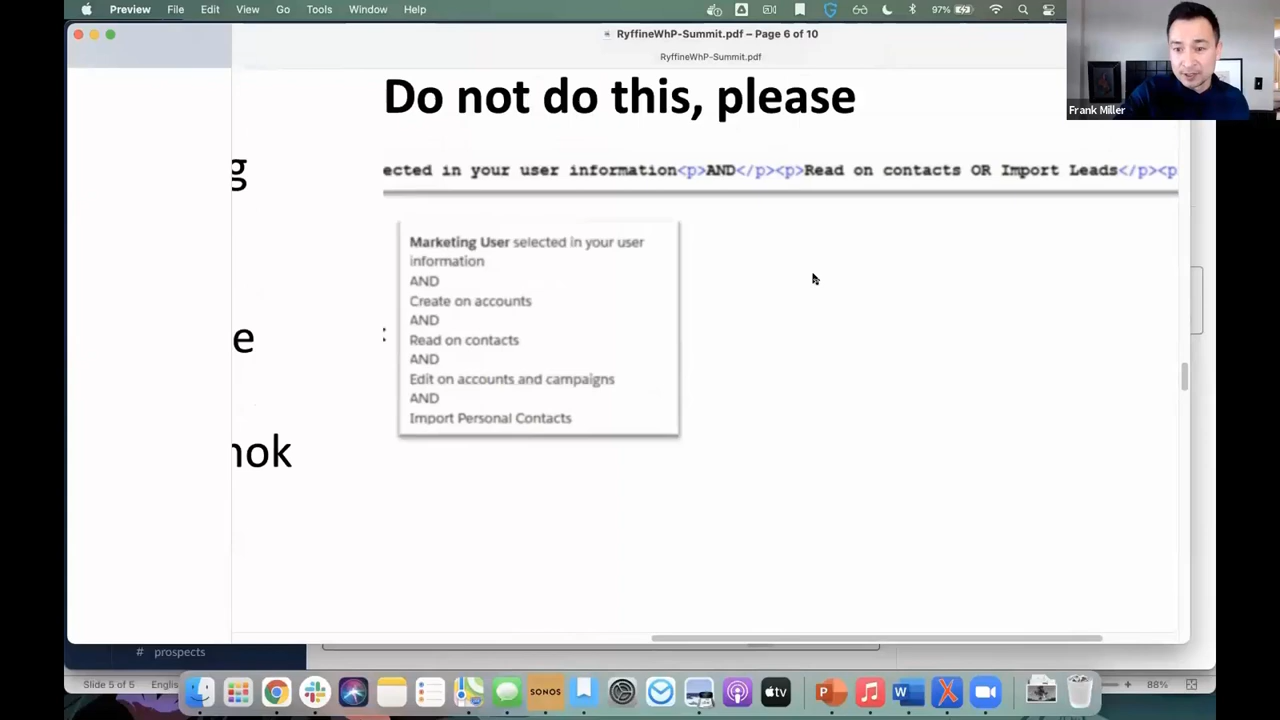 Preview File Edit View Go Tools Window Help 97%
RyffineWhP-Summit.pdf – Page 6 of 10
RyffineWhP-Summit.pdf
Frank Miller
Do not do this, please
g
ected in your user information<p>AND</p><p>Read on contacts OR Import Leads</p><p
Marketing User selected in your user
information
AND
Create on accounts
AND
e
:
Read on contacts
AND
Edit on accounts and campaigns
AND
Import Personal Contacts
nok
# prospects
Slide 5 of 5 Englis 88%
SONOS
tv